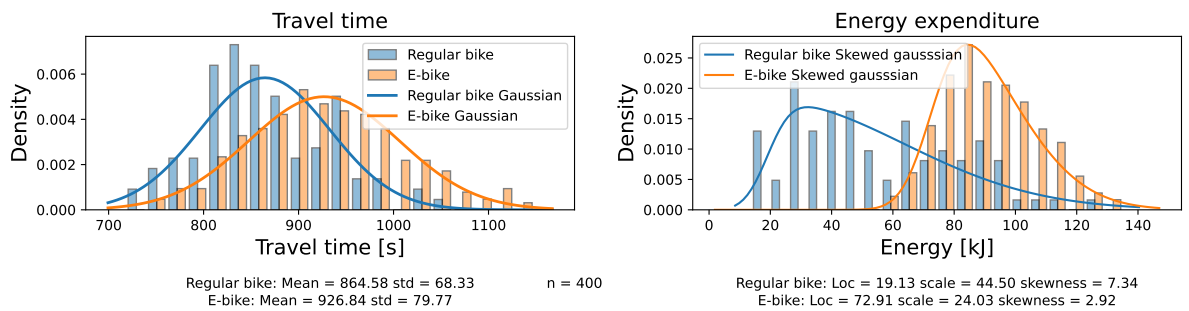 Travel time
Density
0.000
0.002
0.004
0.006
700
800
900
1000
1100
Travel time [s]
Regular bike
E-bike
Regular bike Gaussian
E-bike Gaussian
Regular bike: Mean = 864.58 std = 68.33
E-bike: Mean = 926.84 std = 79.77
n = 400
Energy expenditure
Density
0.000
0.005
0.010
0.015
0.020
0.025
0
20
40
60
80
100
120
140
Energy [kJ]
Regular bike Skewed gausssian
E-bike Skewed gausssian
Regular bike: Loc = 19.13 scale = 44.50 skewness = 7.34
E-bike: Loc = 72.91 scale = 24.03 skewness = 2.92